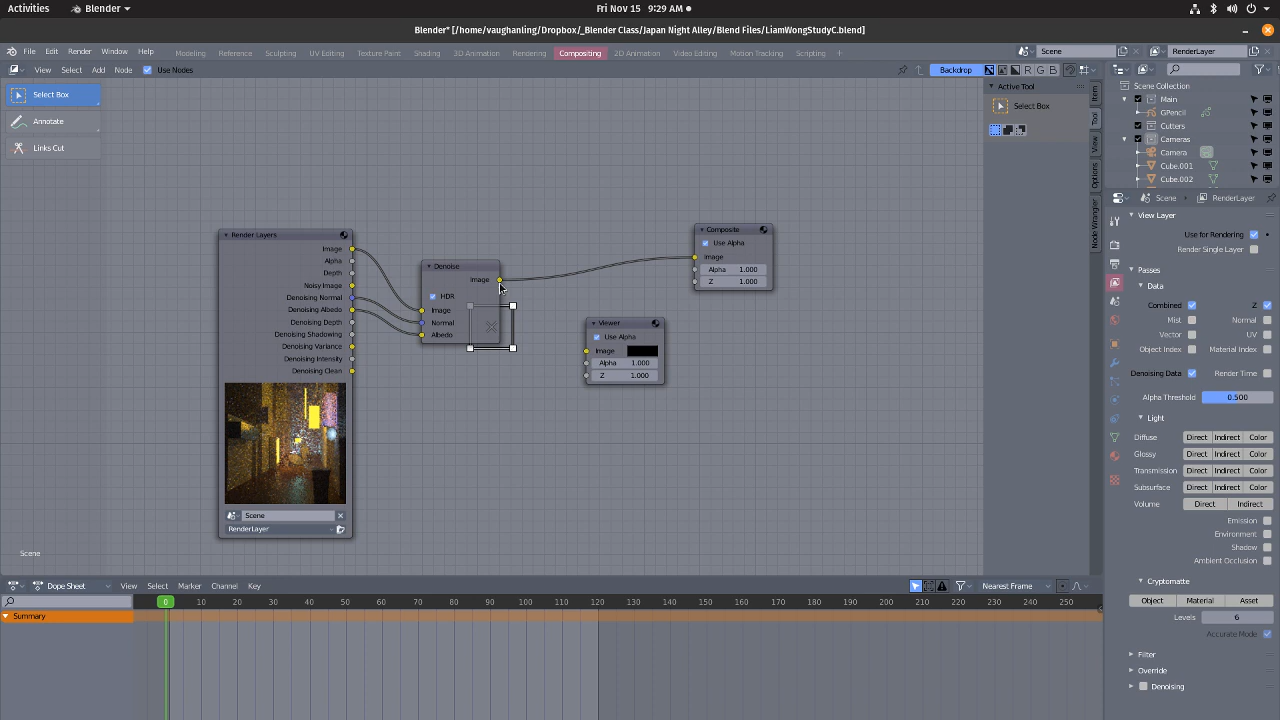 Activities Blender Fri Nov 15 9:29 AM
Blender* [/home/vaughanling/Dropbox/_Blender Class/Japan Night Alley/Blend Files/LiamWongStudyC.blend]
File Edit Render Window Help Modeling Reference Sculpting UV Editing Texture Paint Shading 3D Animation Rendering Compositing 2D Animation Video Editing Motion Tracking Scripting + Scene RenderLayer
View Select Add Node Use Nodes Backdrop R G B
Select Box
Annotate
Links Cut
Active Tool
Select Box
Item
Tool
View
Options
Node Wrangler
Scene Collection
Main
GPencil
Cutters
Cameras
Camera
Cube.001
Cube.002
Render Layers
Image
Alpha
Depth
Noisy Image
Denoising Normal
Denoising Albedo
Denoising Depth
Denoising Shadowing
Denoising Variance
Denoising Intensity
Denoising Clean
Scene
RenderLayer
Denoise
Image
HDR
Image
Normal
Albedo
Composite
Use Alpha
Image
Alpha 1.000
Z 1.000
Viewer
Use Alpha
Image
Alpha 1.000
Z 1.000
Scene
Scene RenderLayer
View Layer
Use for Rendering
Render Single Layer
Passes
Data
Combined Z
Mist Normal
Vector UV
Object Index Material Index
Denoising Data Render Time
Alpha Threshold 0.500
Light
Diffuse Direct Indirect Color
Glossy Direct Indirect Color
Transmission Direct Indirect Color
Subsurface Direct Indirect Color
Volume Direct Indirect
Emission
Environment
Shadow
Ambient Occlusion
Cryptomatte
Object Material Asset
Levels 6
Accurate Mode
Filter
Override
Denoising
Dope Sheet View Select Marker Channel Key Nearest Frame
0 10 20 30 40 50 60 70 80 90 100 110 120 130 140 150 160 170 180 190 200 210 220 230 240 250
Summary